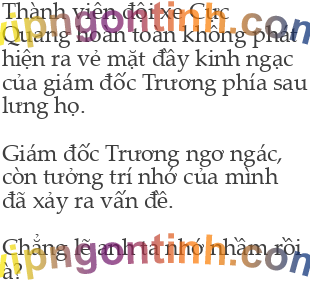 Thành viên đội xe Cực
Quang hoàn toàn không phát
hiện ra vẻ mặt đầy kinh ngạc
của giám đốc Trương phía sau
lưng họ.
Giám đốc Trương ngơ ngác,
còn tưởng trí nhớ của mình
đã xảy ra vấn đề.
Chẳng lẽ anh ta nhớ nhầm rồi
à?